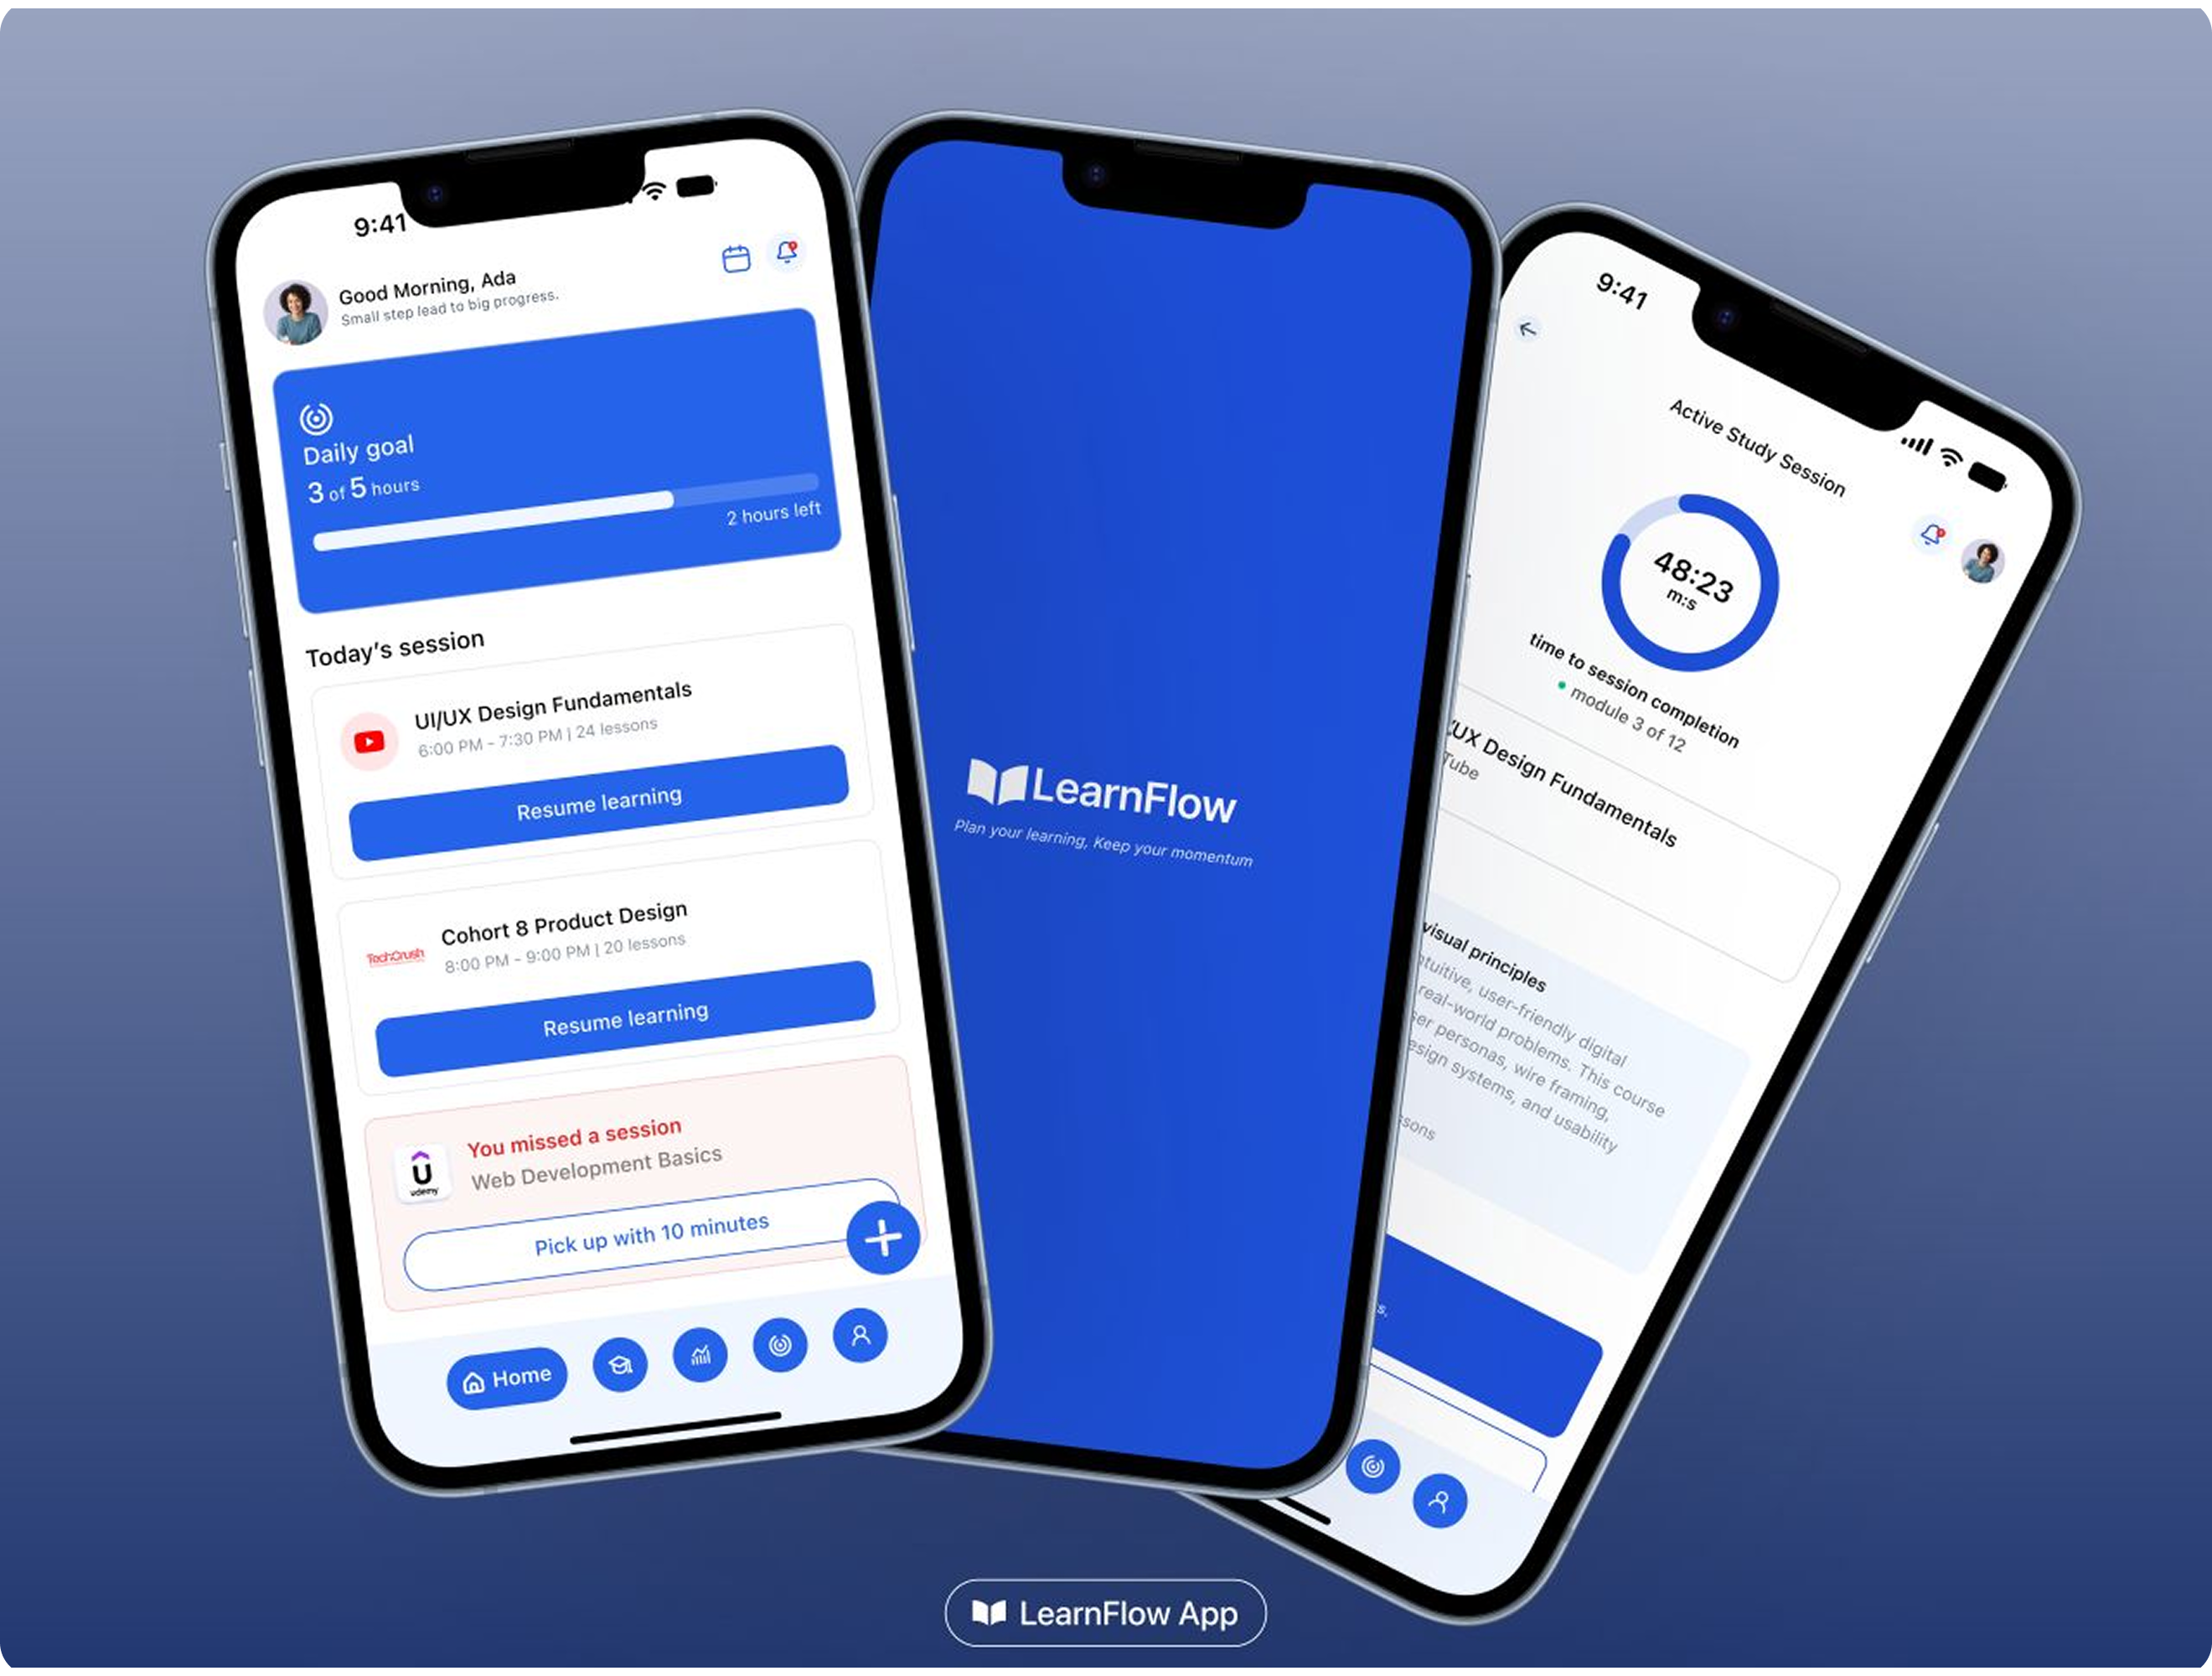 9:41
Good Morning, Ada
Small step lead to big progress.
Daily goal
3 of 5 hours
2 hours left
Today's session
UI/UX Design Fundamentals
6:00 PM - 7:30 PM | 24 lessons
Resume learning
TechCrush
Cohort 8 Product Design
8:00 PM - 9:00 PM | 20 lessons
Resume learning
You missed a session
udemy
Web Development Basics
Pick up with 10 minutes
Home
LearnFlow
Plan your learning, Keep your momentum
9:41
Active Study Session
48:23
m:s
time to session completion
module 3 of 12
UX Design Fundamentals
Tube
visual principles
user-friendly digital
real-world problems. This course
personas, wire framing,
systems, and usability
LearnFlow App